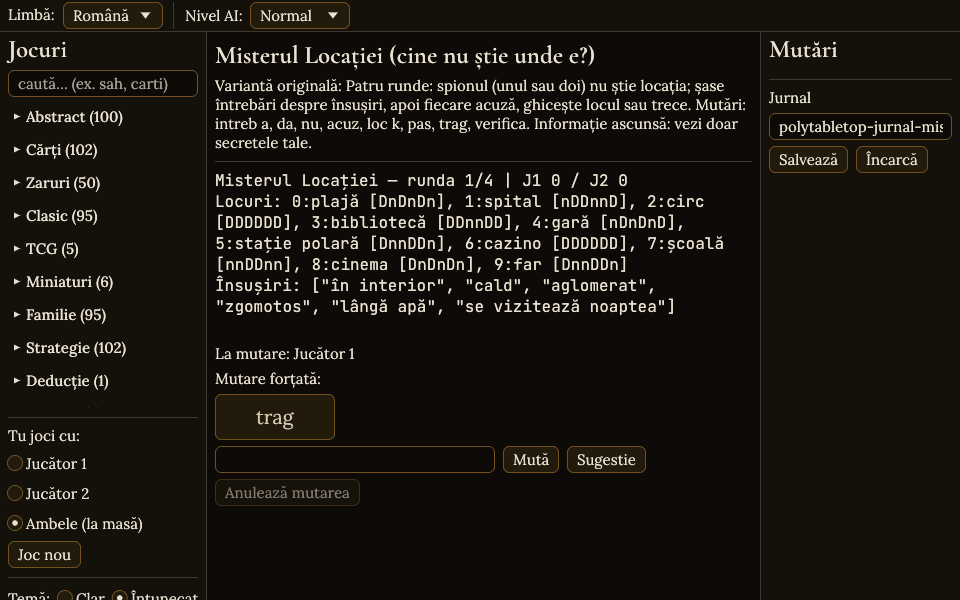 Limbă: Română ▼ Nivel AI: Normal ▼
Jocuri
caută... (ex. sah, carti)
▸ Abstract (100)
▸ Cărți (102)
▸ Zaruri (50)
▸ Clasic (95)
▸ TCG (5)
▸ Miniaturi (6)
▸ Familie (95)
▸ Strategie (102)
▸ Deducție (1)
Tu joci cu:
Jucător 1
Jucător 2
Ambele (la masă)
Joc nou
Temă: Clar Întunecat
Misterul Locației (cine nu știe unde e?)
Variantă originală: Patru runde: spionul (unul sau doi) nu știe locația; șase
întrebări despre însușiri, apoi fiecare acuză, ghicește locul sau trece. Mutări:
intreb a, da, nu, acuz, loc k, pas, trag, verifica. Informație ascunsă: vezi doar
secretele tale.
Misterul Locației — runda 1/4 | J1 0 / J2 0
Locuri: 0:plajă [DnDnDn], 1:spital [nDDnnD], 2:circ
[DDDDDD], 3:bibliotecă [DDnnDD], 4:gară [nDnDnD],
5:stație polară [DnnDDn], 6:cazino [DDDDDD], 7:școală
[nnDDnn], 8:cinema [DnDnDn], 9:far [DnnDDn]
Însușiri: ["în interior", "cald", "aglomerat",
"zgomotos", "lângă apă", "se vizitează noaptea"]
La mutare: Jucător 1
Mutare forțată:
trag
Mută Sugestie
Anulează mutarea
Mutări
Jurnal
polytabletop-jurnal-mis
Salvează Încarcă